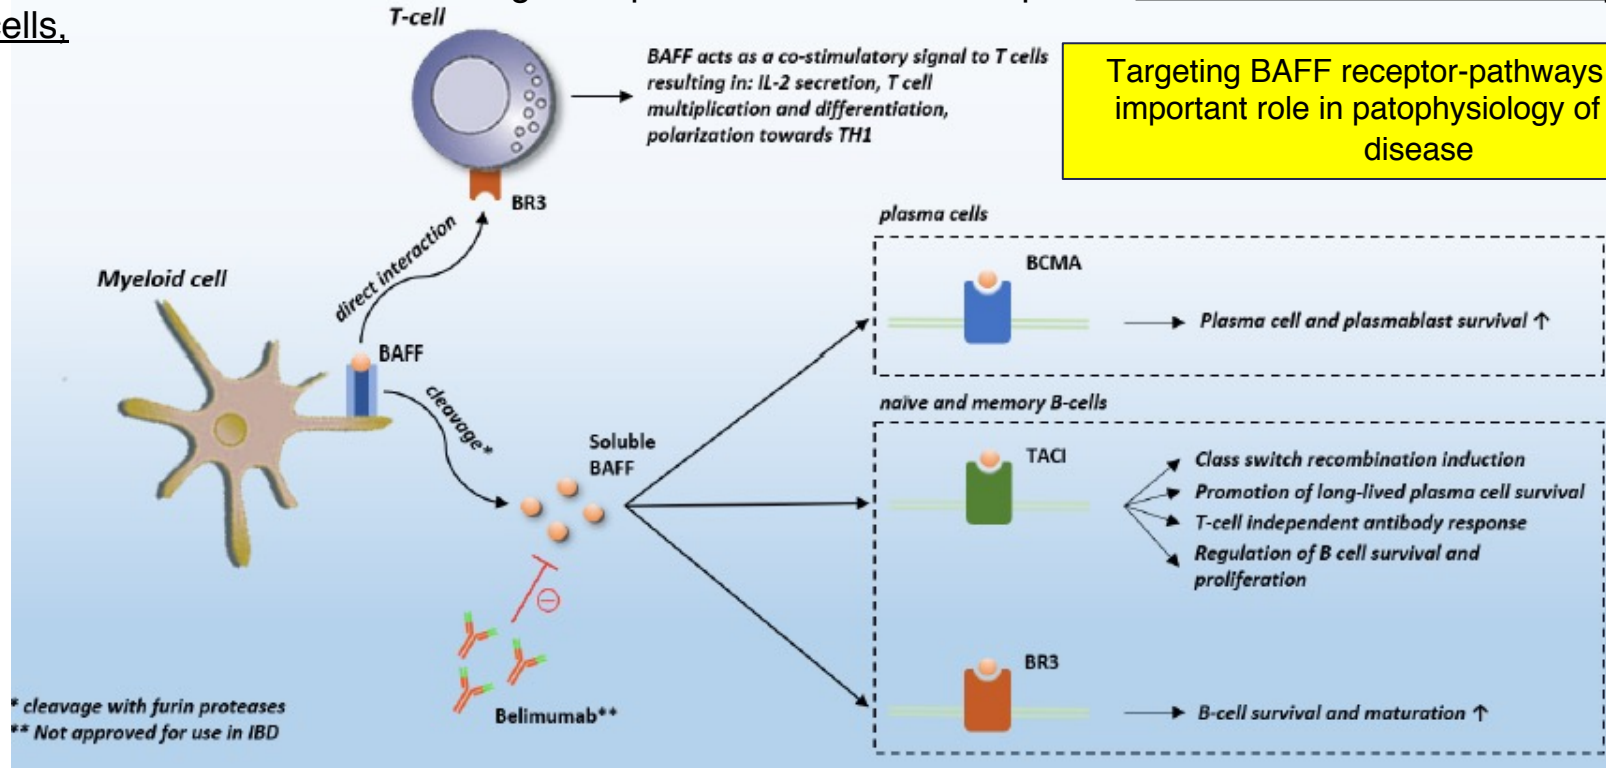 cells,
T-cell
BAFF acts as a co-stimulatory signal to T cells
resulting in: IL-2 secretion, T cell
multiplication and differentiation,
polarization towards TH1
Targeting BAFF receptor-pathways
important role in patophysiology of
disease
BR3
direct interaction
Myeloid cell
BAFF
cleavage*
Soluble
BAFF
Belimumab**
plasma cells
BCMA
Plasma cell and plasmablast survival ↑
naïve and memory B-cells
TACI
Class switch recombination induction
Promotion of long-lived plasma cell survival
T-cell independent antibody response
Regulation of B cell survival and
proliferation
BR3
B-cell survival and maturation ↑
* cleavage with furin proteases
** Not approved for use in IBD